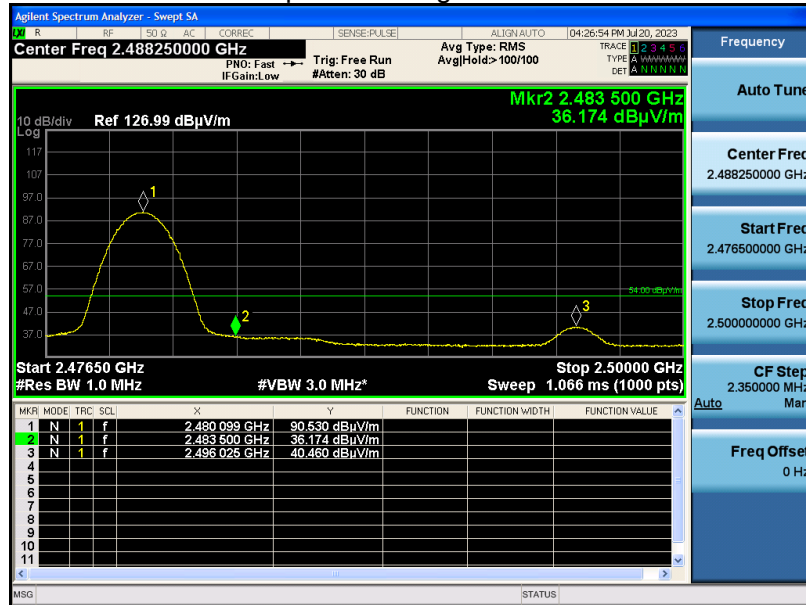 Agilent Spectrum Analyzer - Swept SA
R RF 50 Ω AC CORREC SENSE:PULSE ALIGN AUTO 04:26:54 PM Jul 20, 2023
Center Freq 2.488250000 GHz
PNO: Fast
IFGain:Low
Trig: Free Run
#Atten: 30 dB
Avg Type: RMS
Avg|Hold:>100/100
TRACE 1 2 3 4 5 6
TYPE A WWWWW
DET A N N N N N
Mkr2 2.483 500 GHz
36.174 dBµV/m
10 dB/div Ref 126.99 dBµV/m
Log
117
107
97.0
87.0
77.0
67.0
57.0
47.0
37.0
1
2
3
54.00 dBµV/m
Start 2.47650 GHz Stop 2.50000 GHz
#Res BW 1.0 MHz #VBW 3.0 MHz* Sweep 1.066 ms (1000 pts)
MKR MODE TRC SCL X Y FUNCTION FUNCTION WIDTH FUNCTION VALUE
1 N 1 f 2.480 099 GHz 90.530 dBµV/m
2 N 1 f 2.483 500 GHz 36.174 dBµV/m
3 N 1 f 2.496 025 GHz 40.460 dBµV/m
4
5
6
7
8
9
10
11
MSG STATUS
Frequency
Auto Tune
Center Freq
2.488250000 GHz
Start Freq
2.476500000 GHz
Stop Freq
2.500000000 GHz
CF Step
2.350000 MHz
Auto Man
Freq Offset
0 Hz